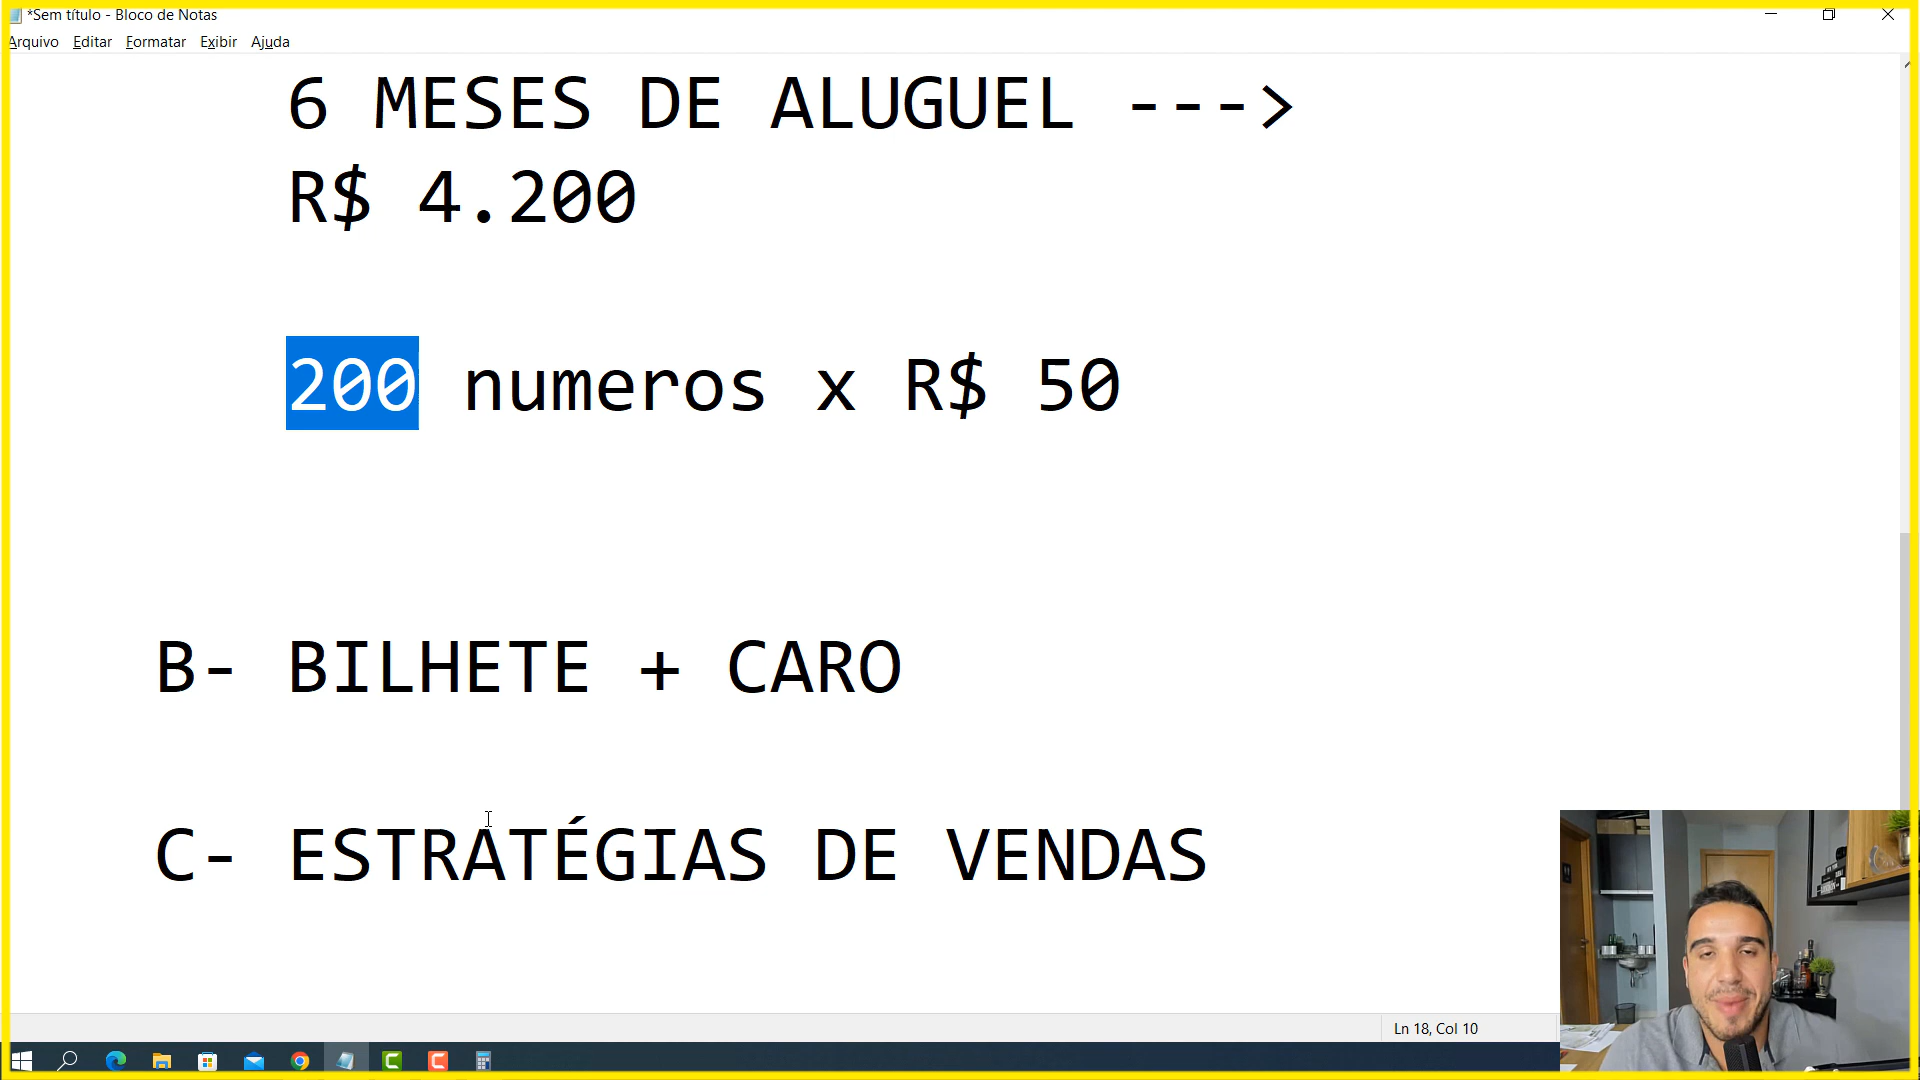 *Sem título - Bloco de Notas
Arquivo Editar Formatar Exibir Ajuda
6 MESES DE ALUGUEL --->
R$ 4.200
200 numeros x R$ 50
B- BILHETE + CARO
C- ESTRATÉGIAS DE VENDAS
Ln 18, Col 10